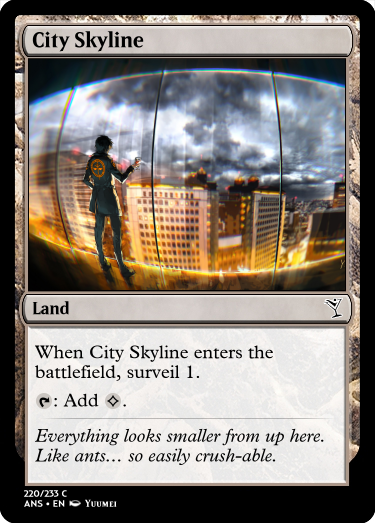 City Skyline
Land
When City Skyline enters the
battlefield, surveil 1.
: Add .
Everything looks smaller from up here.
Like ants… so easily crush-able.
220/233 C
ANS • EN Yuumei